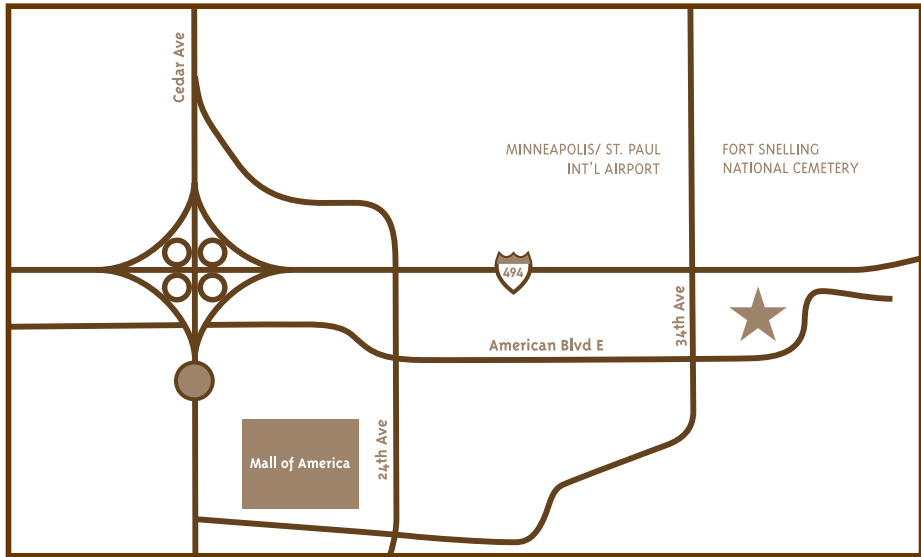 Cedar Ave
MINNEAPOLIS/ ST. PAUL
INT'L AIRPORT
FORT SNELLING
NATIONAL CEMETERY
494
34th Ave
American Blvd E
24th Ave
Mall of America